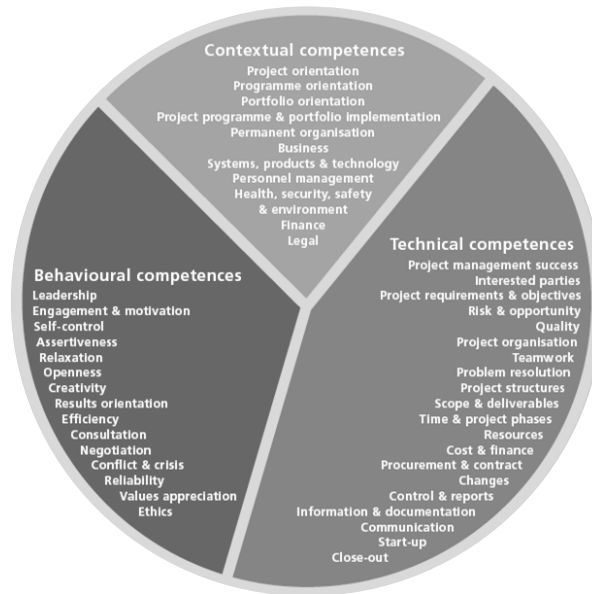 Contextual competences
Project orientation
Programme orientation
Portfolio orientation
Project programme & portfolio implementation
Permanent organisation
Business
Systems, products & technology
Personnel management
Health, security, safety
& environment
Finance
Legal
Technical competences
Project management success
Interested parties
Project requirements & objectives
Risk & opportunity
Quality
Project organisation
Teamwork
Problem resolution
Project structures
Scope & deliverables
Time & project phases
Resources
Cost & finance
Procurement & contract
Changes
Control & reports
Information & documentation
Communication
Start-up
Close-out
Behavioural competences
Leadership
Engagement & motivation
Self-control
Assertiveness
Relaxation
Openness
Creativity
Results orientation
Efficiency
Consultation
Negotiation
Conflict & crisis
Reliability
Values appreciation
Ethics